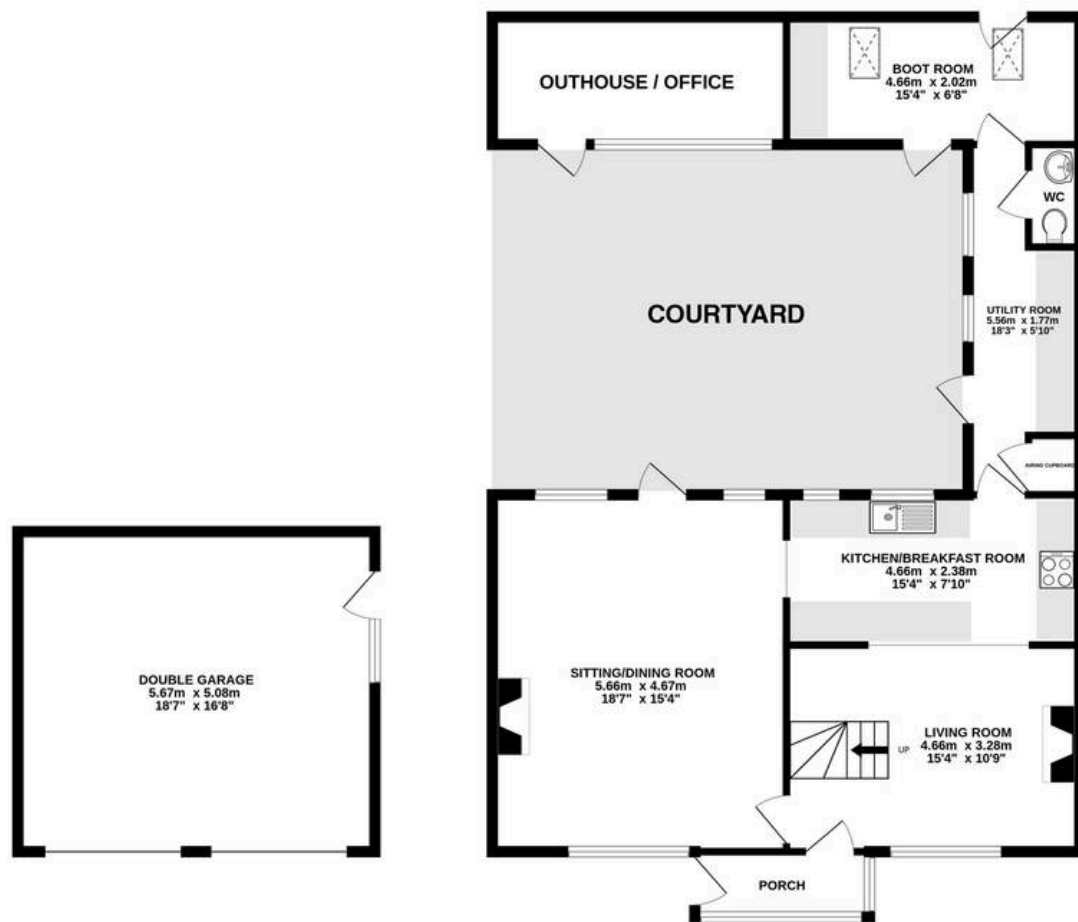 OUTHOUSE / OFFICE
BOOT ROOM
4.66m x 2.02m
15'4" x 6'8"
WC
COURTYARD
UTILITY ROOM
5.56m x 1.77m
18'3" x 5'10"
AIRING CUPBOARD
KITCHEN/BREAKFAST ROOM
4.66m x 2.38m
15'4" x 7'10"
DOUBLE GARAGE
5.67m x 5.08m
18'7" x 16'8"
SITTING/DINING ROOM
5.66m x 4.67m
18'7" x 15'4"
UP
LIVING ROOM
4.66m x 3.28m
15'4" x 10'9"
PORCH